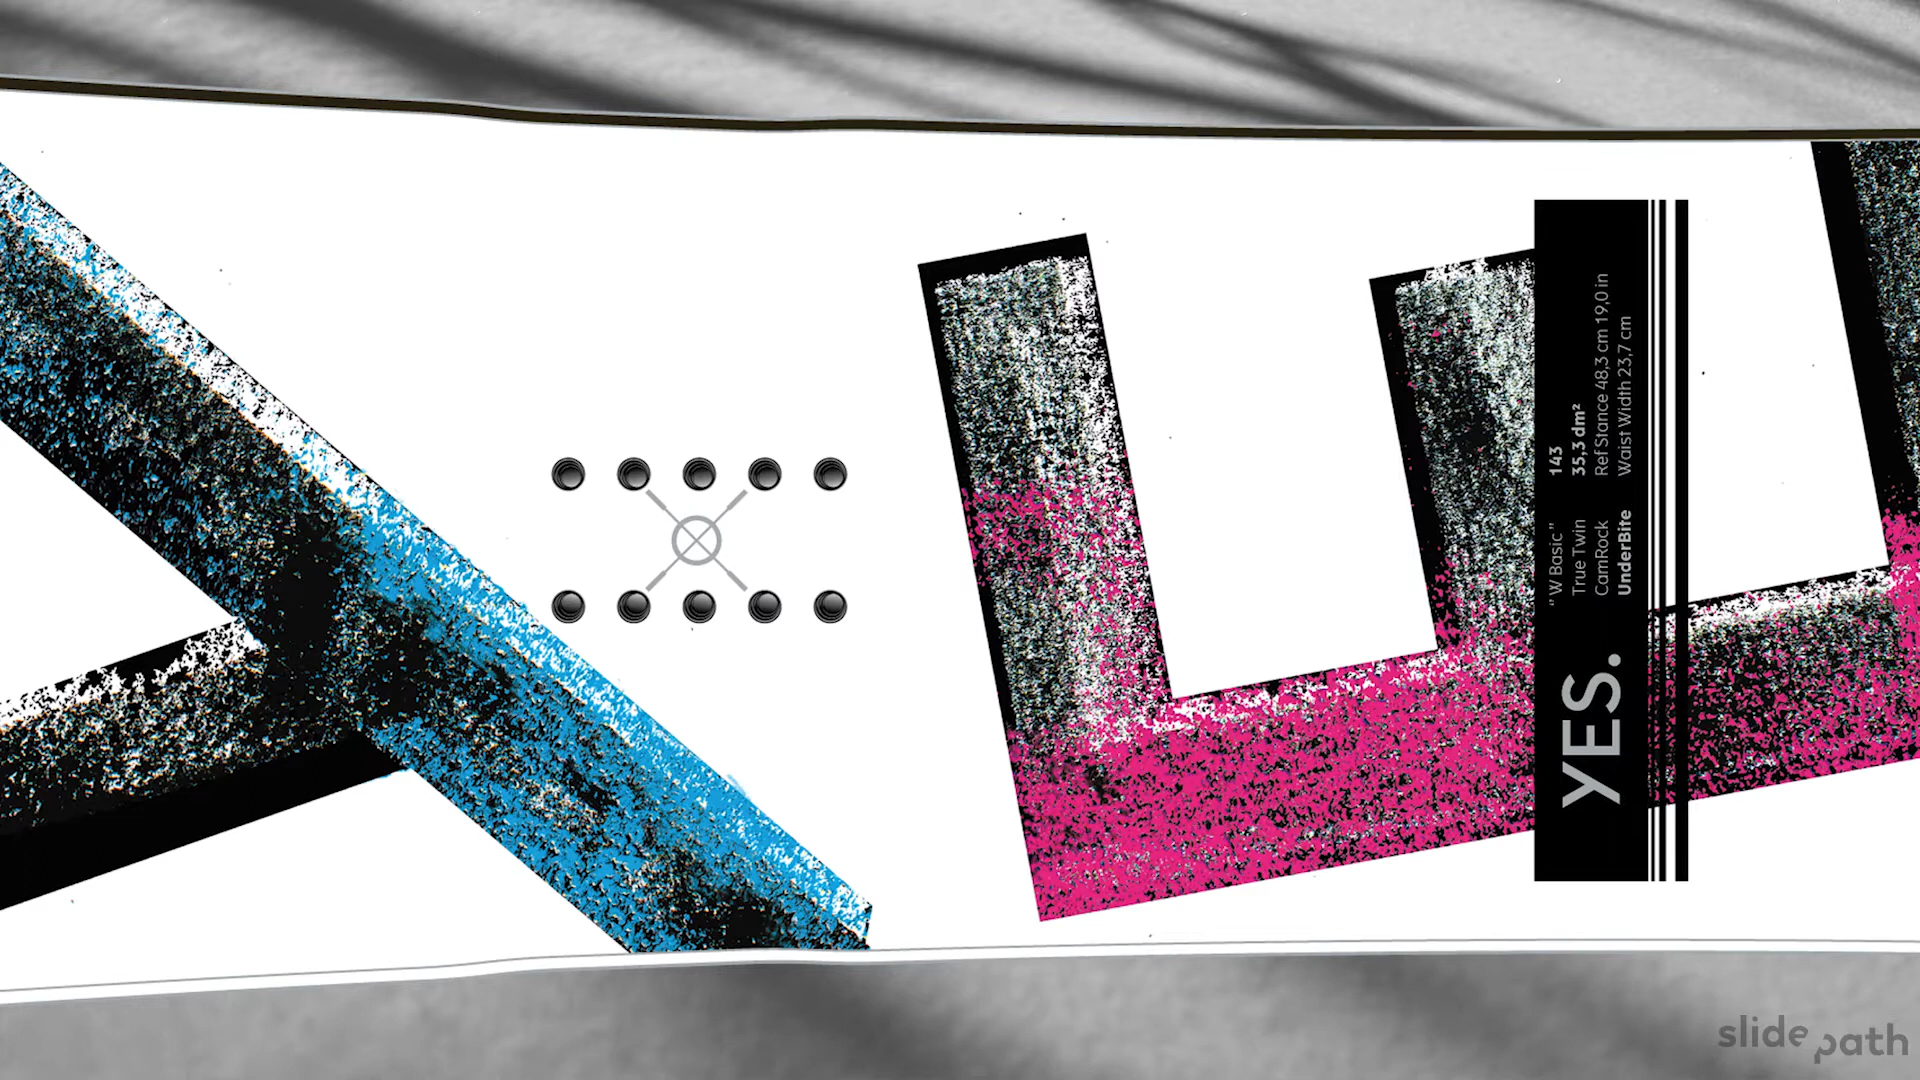 "W Basic"
True Twin
CamRock
UnderBite
143
35,3 dm²
Ref Stance 48,3 cm 19,0 in
Waist Width 23,7 cm
YES.
slide path